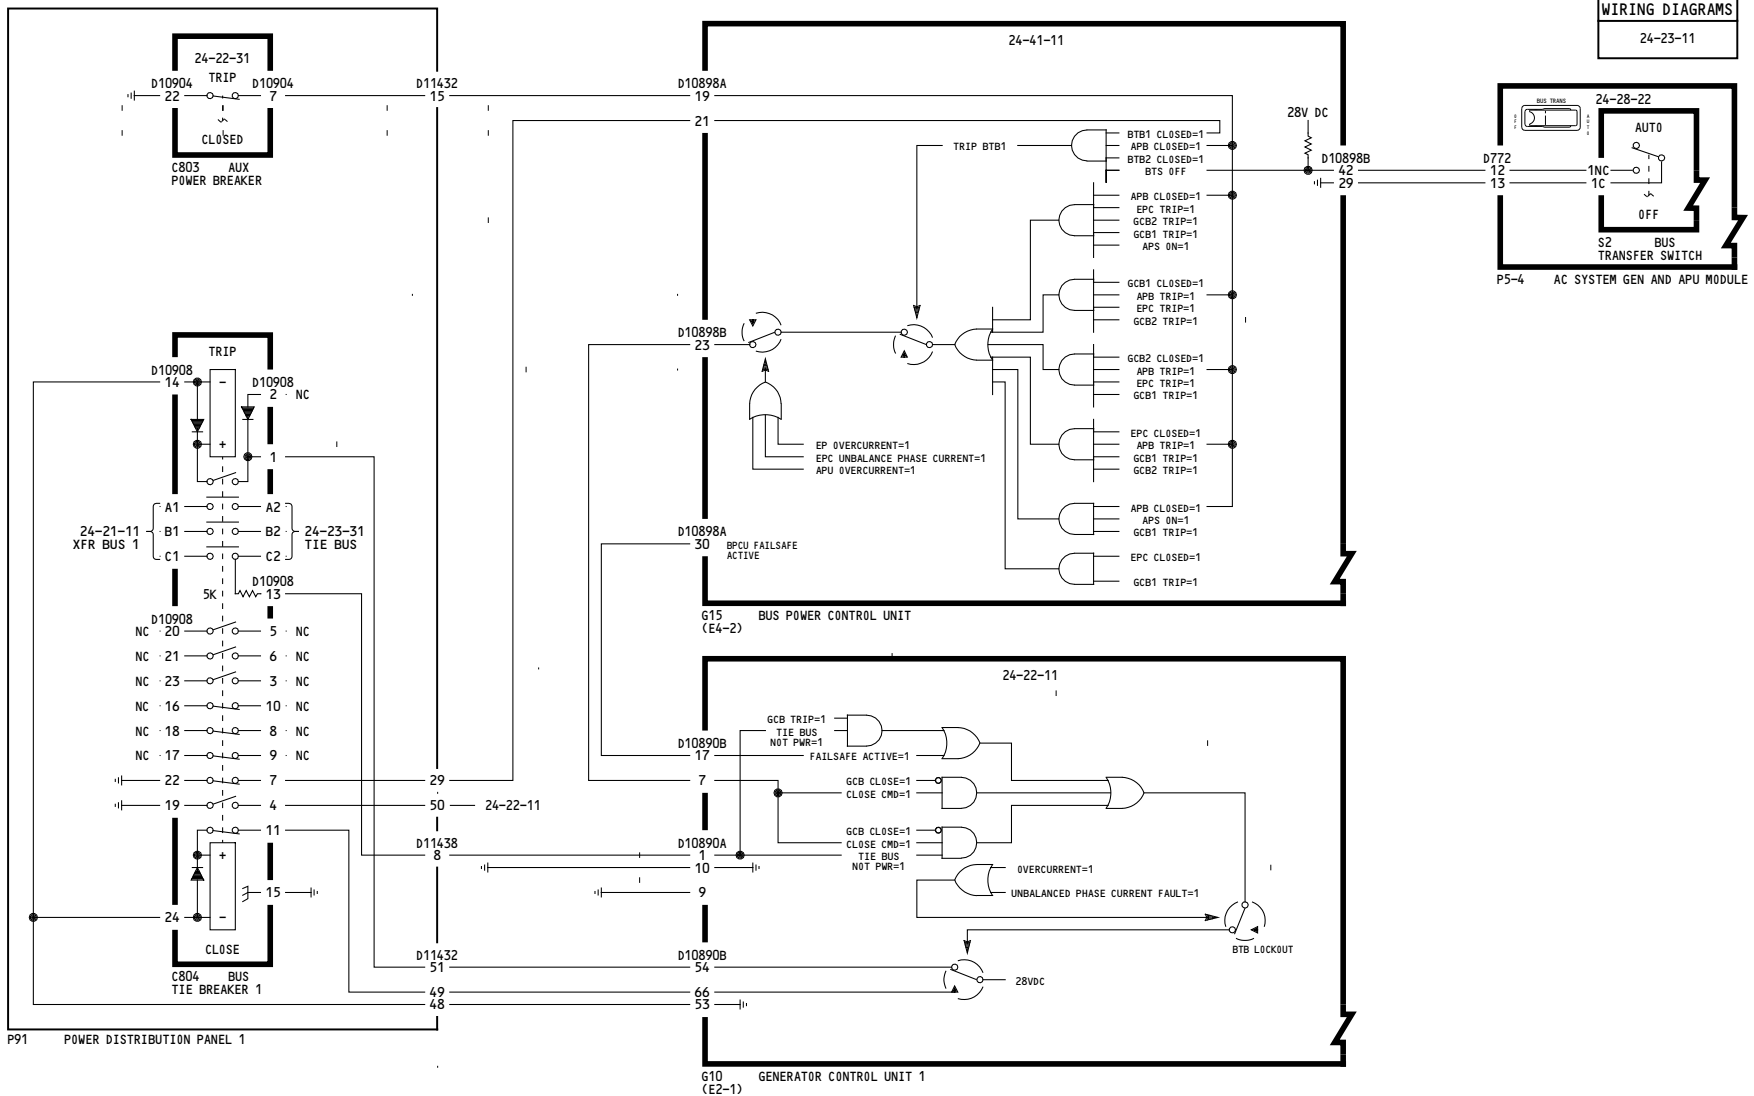 WIRING DIAGRAMS
24-23-11
24-22-31
TRIP
D10904
22
D10904
7
CLOSED
C803 AUX
POWER BREAKER
D11432
15
D10898A
19
21
24-41-11
28V DC
BTB1 CLOSED=1
APB CLOSED=1
BTB2 CLOSED=1
BTS OFF
TRIP BTB1
D10898B
42
29
D772
12
13
BUS TRANS
OFF
AUTO
24-28-22
AUTO
1NC
1C
OFF
S2 BUS
TRANSFER SWITCH
P5-4 AC SYSTEM GEN AND APU MODULE
APB CLOSED=1
EPC TRIP=1
GCB2 TRIP=1
GCB1 TRIP=1
APS ON=1
GCB1 CLOSED=1
APB TRIP=1
EPC TRIP=1
GCB2 TRIP=1
D10898B
23
GCB2 CLOSED=1
APB TRIP=1
EPC TRIP=1
GCB1 TRIP=1
EPC CLOSED=1
APB TRIP=1
GCB1 TRIP=1
GCB2 TRIP=1
EP OVERCURRENT=1
EPC UNBALANCE PHASE CURRENT=1
APU OVERCURRENT=1
APB CLOSED=1
APS ON=1
GCB1 TRIP=1
EPC CLOSED=1
GCB1 TRIP=1
D10898A
30
BPCU FAILSAFE
ACTIVE
G15 BUS POWER CONTROL UNIT
(E4-2)
TRIP
D10908
14
-
D10908
2 NC
+
1
24-21-11
XFR BUS 1
A1
B1
C1
A2
B2
C2
24-23-31
TIE BUS
D10908
5K
13
D10908
NC 20
5 NC
NC 21
6 NC
NC 23
3 NC
NC 16
10 NC
NC 18
8 NC
NC 17
9 NC
22
7
29
19
4
50
24-22-11
11
+
15
24
-
CLOSE
C804 BUS
TIE BREAKER 1
D11438
8
D11432
51
49
48
P91 POWER DISTRIBUTION PANEL 1
24-22-11
GCB TRIP=1
TIE BUS
NOT PWR=1
D10890B
17
FAILSAFE ACTIVE=1
7
GCB CLOSE=1
CLOSE CMD=1
GCB CLOSE=1
CLOSE CMD=1
TIE BUS
NOT PWR=1
D10890A
1
10
9
OVERCURRENT=1
UNBALANCED PHASE CURRENT FAULT=1
BTB LOCKOUT
D10890B
54
66
53
28VDC
G10 GENERATOR CONTROL UNIT 1
(E2-1)